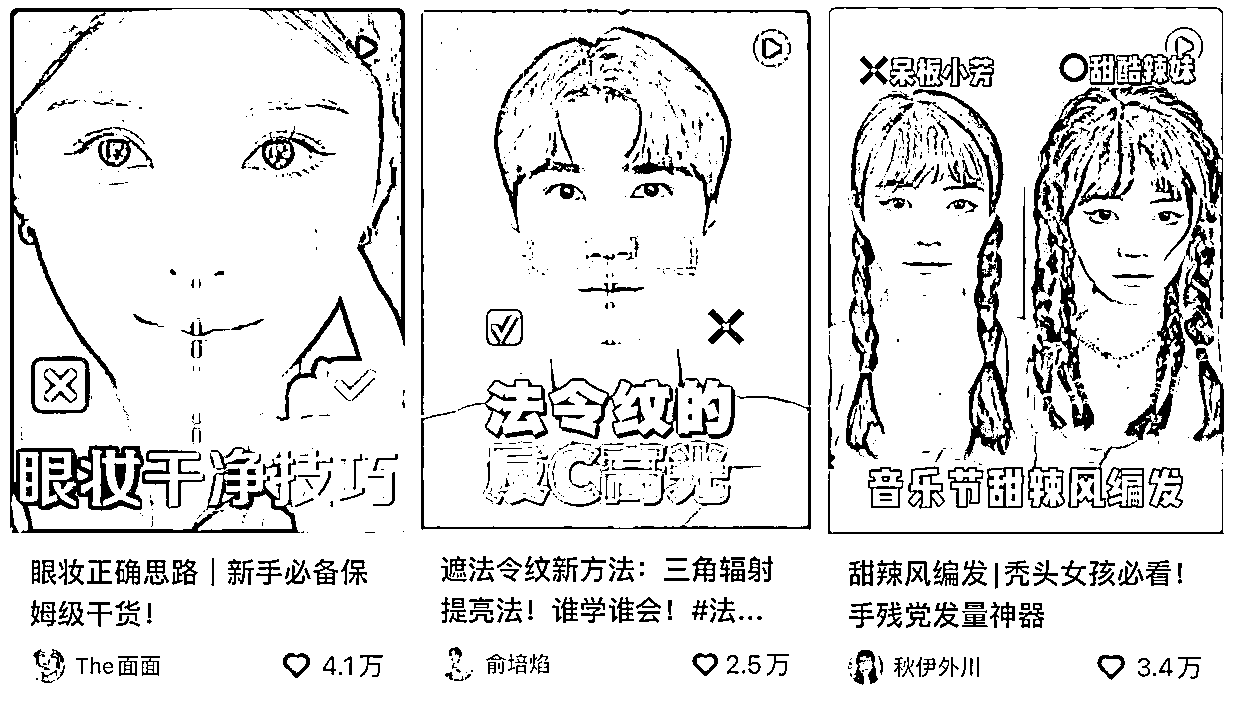 眼妆干净技巧
眼妆正确思路｜新手必备保
姆级干货！
The面面
4.1万
法令纹的
反C高光
遮法令纹新方法：三角辐射
提亮法！谁学谁会！#法...
俞培焰
2.5万
呆板小芳
甜酷辣妹
音乐节甜辣风编发
甜辣风编发|秃头女孩必看！
手残党发量神器
秋伊外川
3.4万